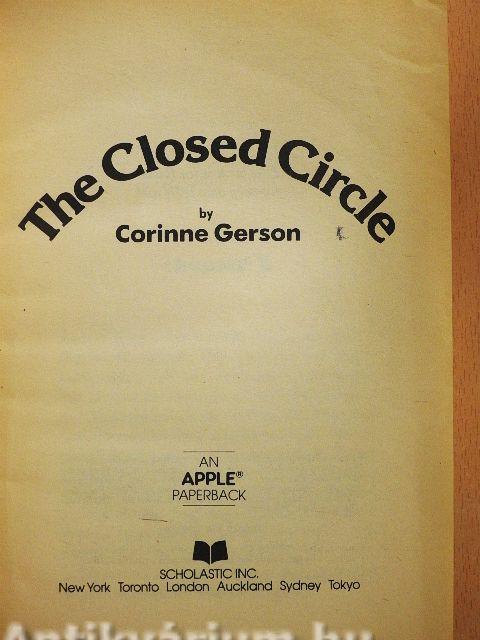 The Closed Circle
by
Corinne Gerson
AN
APPLE®
PAPERBACK
SCHOLASTIC INC.
New York Toronto London Auckland Sydney Tokyo
Antikvárium.hu